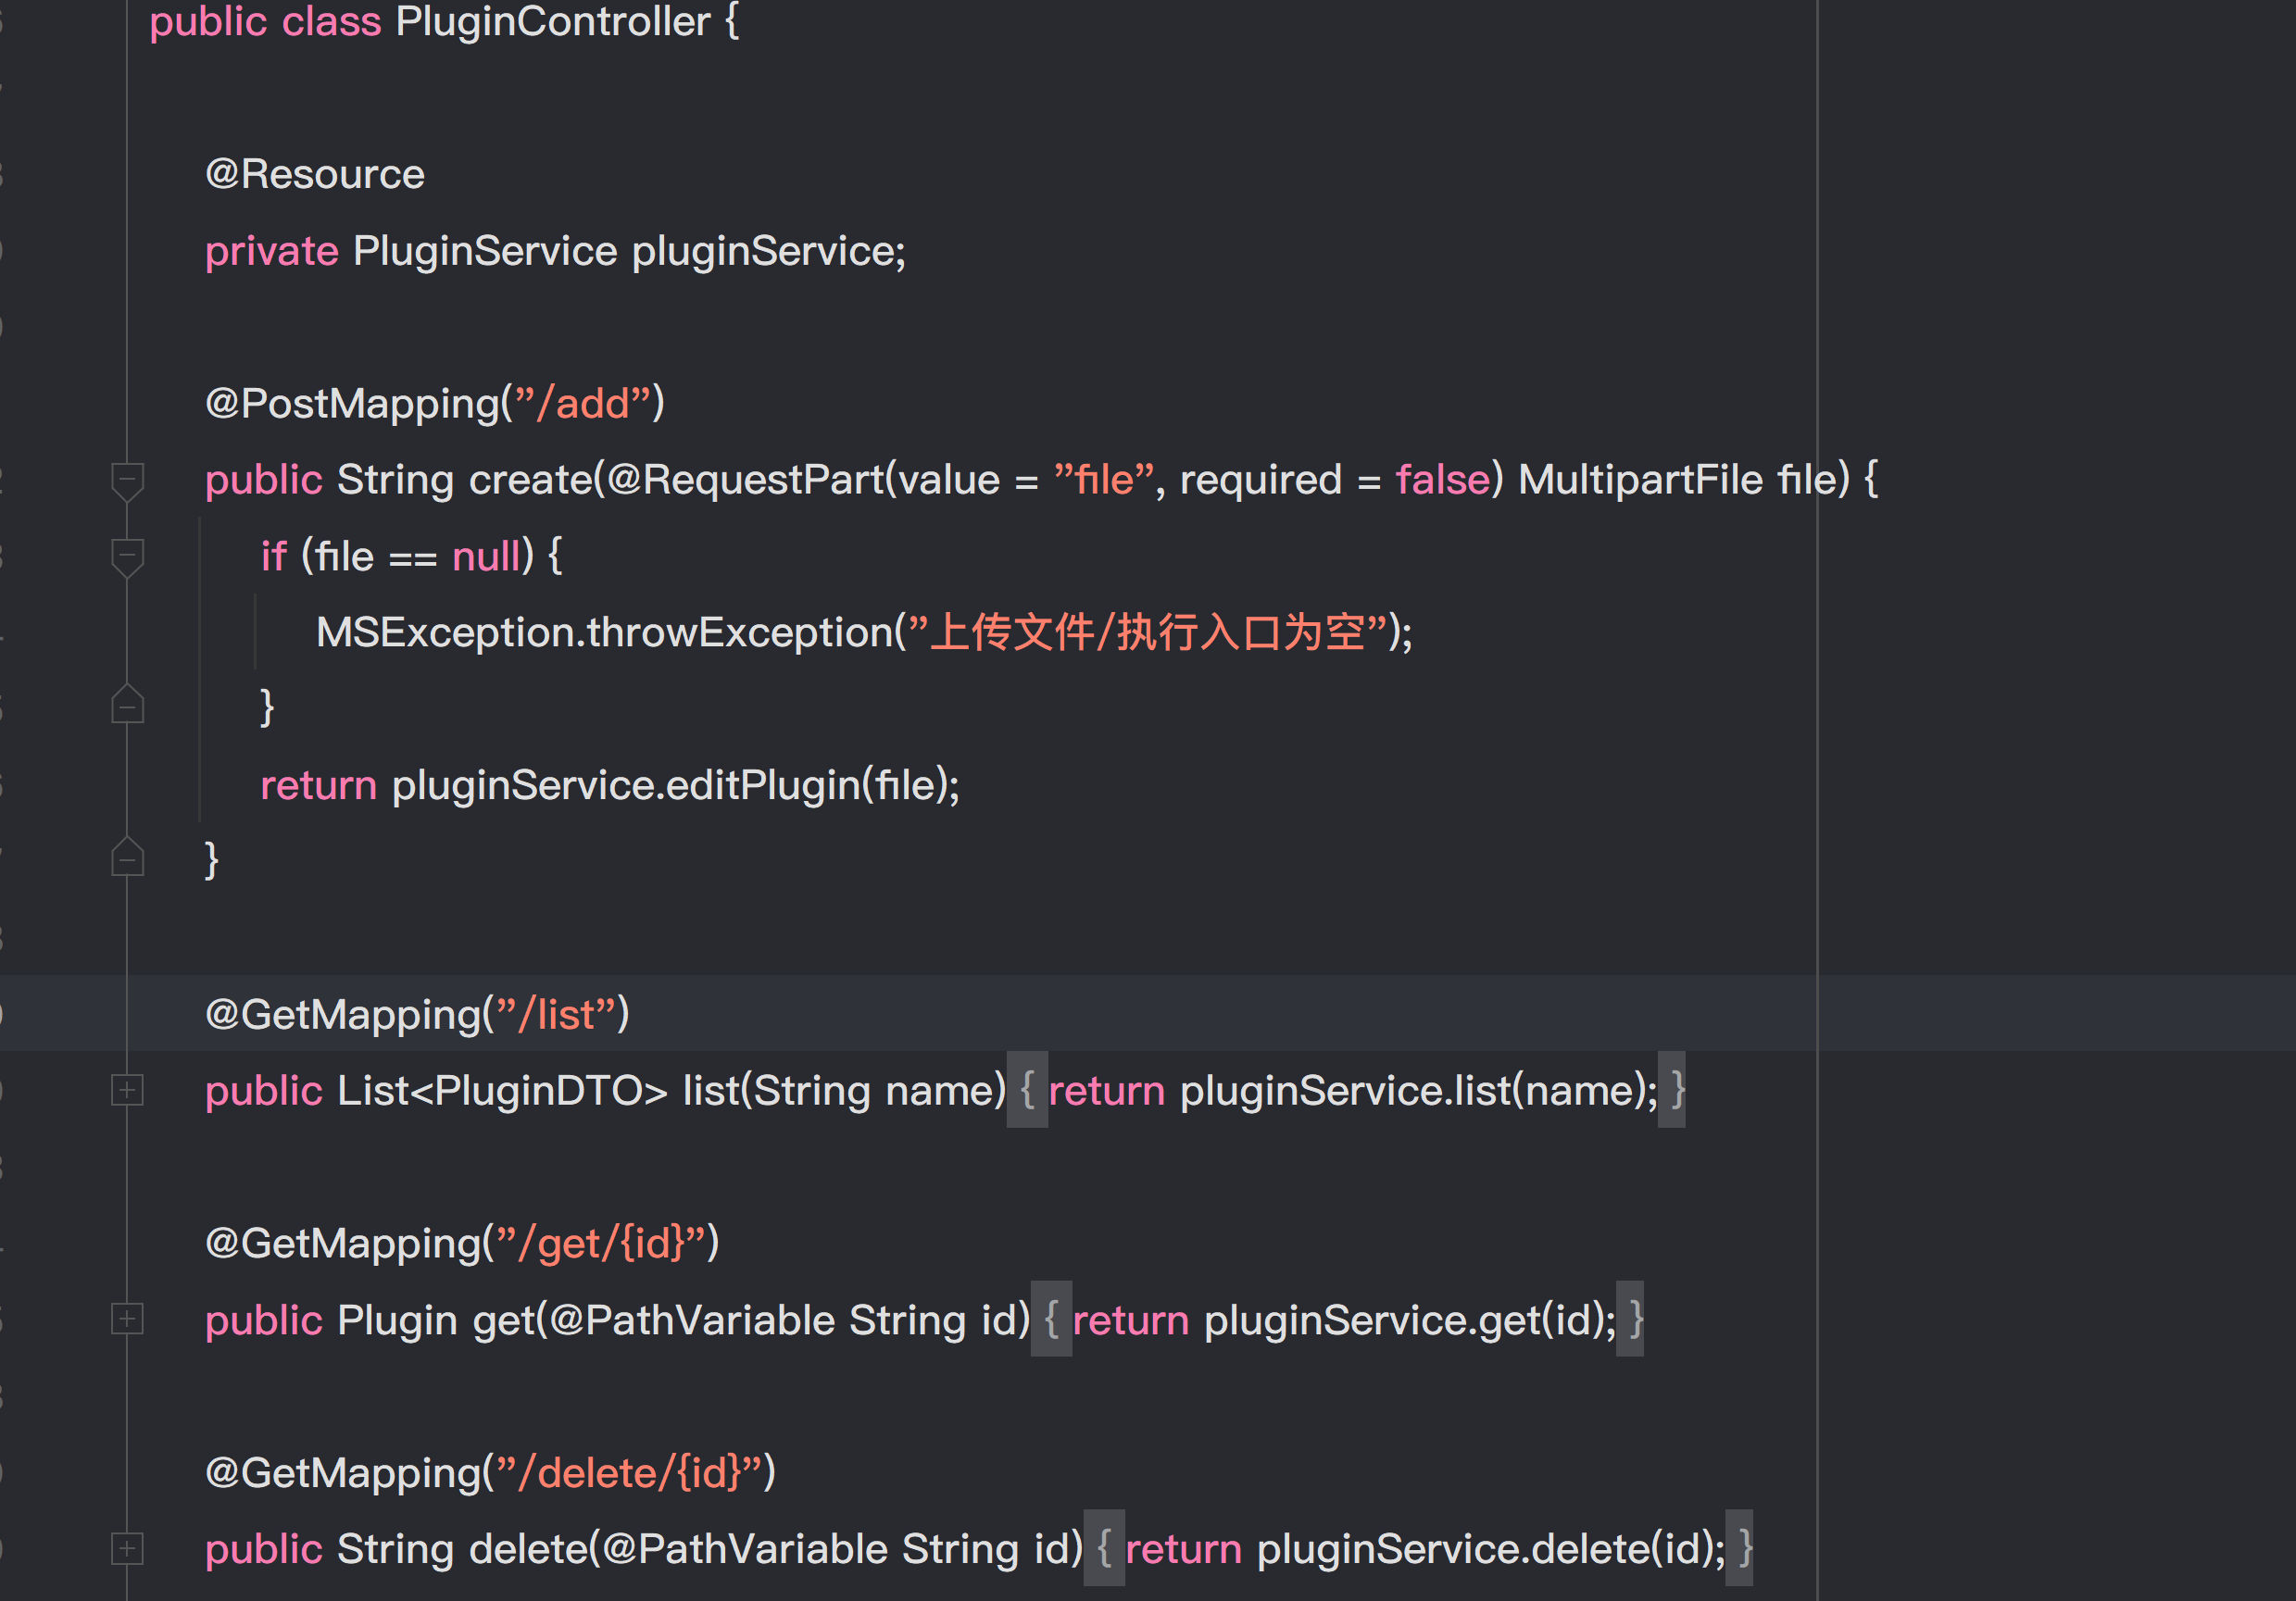 public class PluginController {
@Resource
private PluginService pluginService;
@PostMapping("/add")
public String create(@RequestPart(value = "file", required = false) MultipartFile file) {
if (file == null) {
MSException.throwException("上传文件/执行入口为空");
}
return pluginService.editPlugin(file);
}
@GetMapping("/list")
public List<PluginDTO> list(String name) { return pluginService.list(name); }
@GetMapping("/get/{id}")
public Plugin get(@PathVariable String id) { return pluginService.get(id); }
@GetMapping("/delete/{id}")
public String delete(@PathVariable String id) { return pluginService.delete(id); }